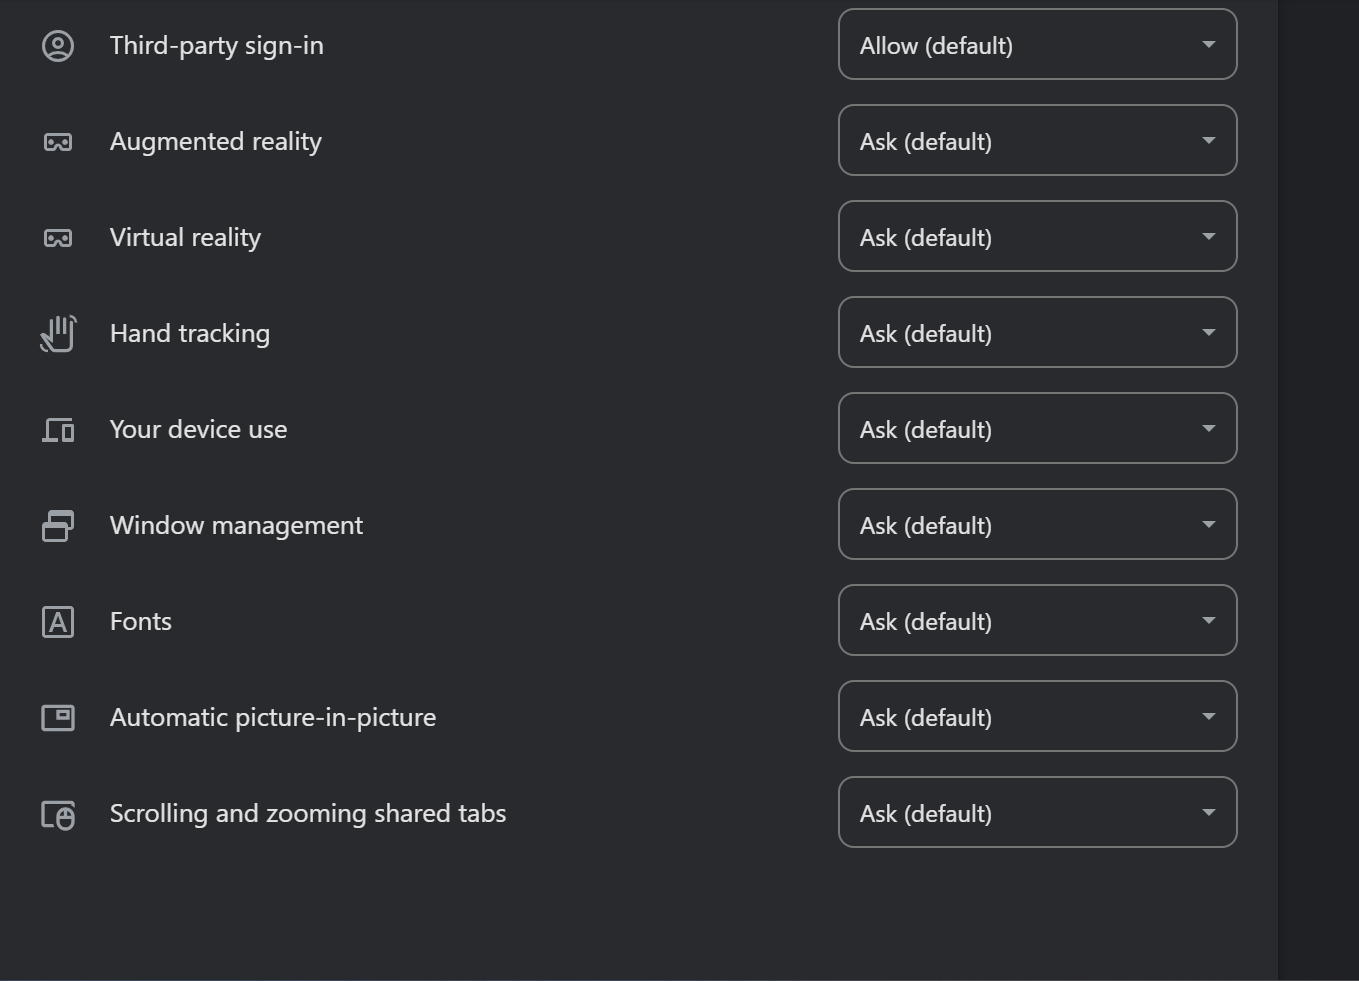 Third-party sign-in
Allow (default)
Augmented reality
Ask (default)
Virtual reality
Ask (default)
Hand tracking
Ask (default)
Your device use
Ask (default)
Window management
Ask (default)
Fonts
Ask (default)
Automatic picture-in-picture
Ask (default)
Scrolling and zooming shared tabs
Ask (default)